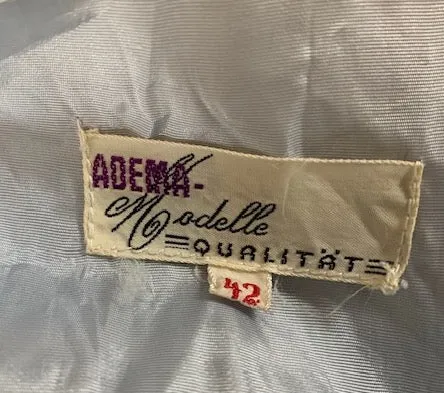 ADEMA-
Modelle
=QUALITÄT=
42